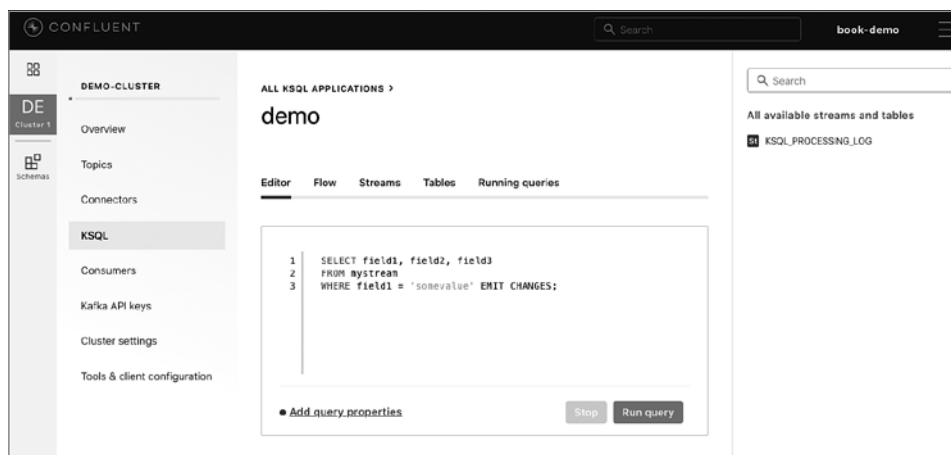 CONFLUENT
Search
book-demo
DE
Cluster 1
Schemas
DEMO-CLUSTER
Overview
Topics
Connectors
KSQL
Consumers
Kafka API keys
Cluster settings
Tools & client configuration
ALL KSQL APPLICATIONS >
demo
Editor Flow Streams Tables Running queries
1 SELECT field1, field2, field3
2 FROM mystream
3 WHERE field1 = 'somevalue' EMIT CHANGES;
Add query properties
Stop Run query
Search
All available streams and tables
St KSQL_PROCESSING_LOG